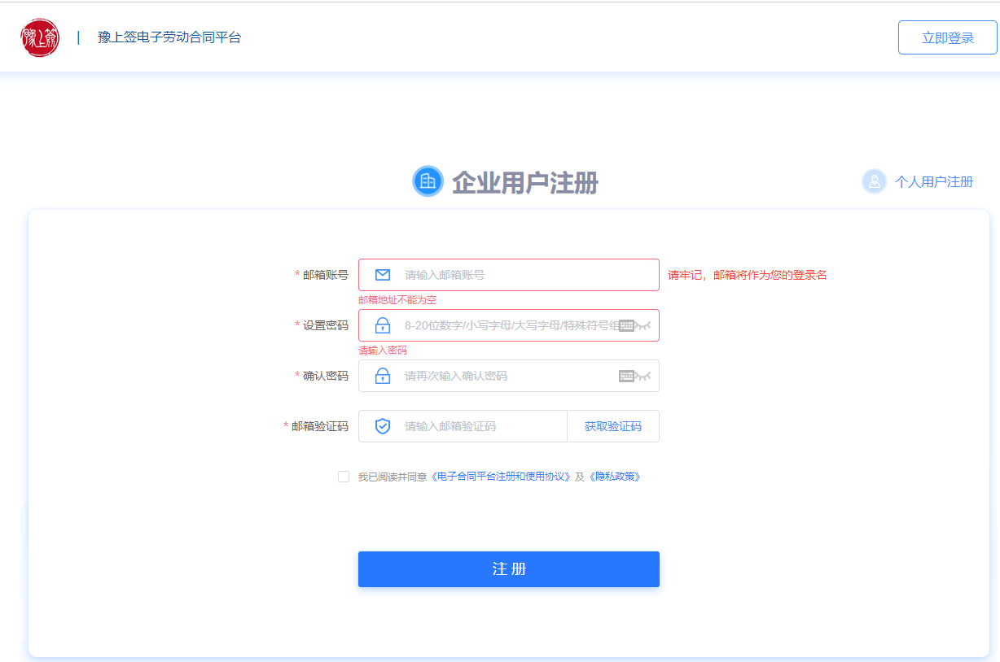 豫上签
豫上签电子劳动合同平台
立即登录
企业用户注册
个人用户注册
* 邮箱账号 请输入邮箱账号 请牢记，邮箱将作为您的登录名
邮箱地址不能为空
* 设置密码 8-20位数字/小写字母/大写字母/特殊符号组
请输入密码
* 确认密码 请再次输入确认密码
* 邮箱验证码 请输入邮箱验证码 获取验证码
我已阅读并同意《电子合同平台注册和使用协议》及《隐私政策》
注 册